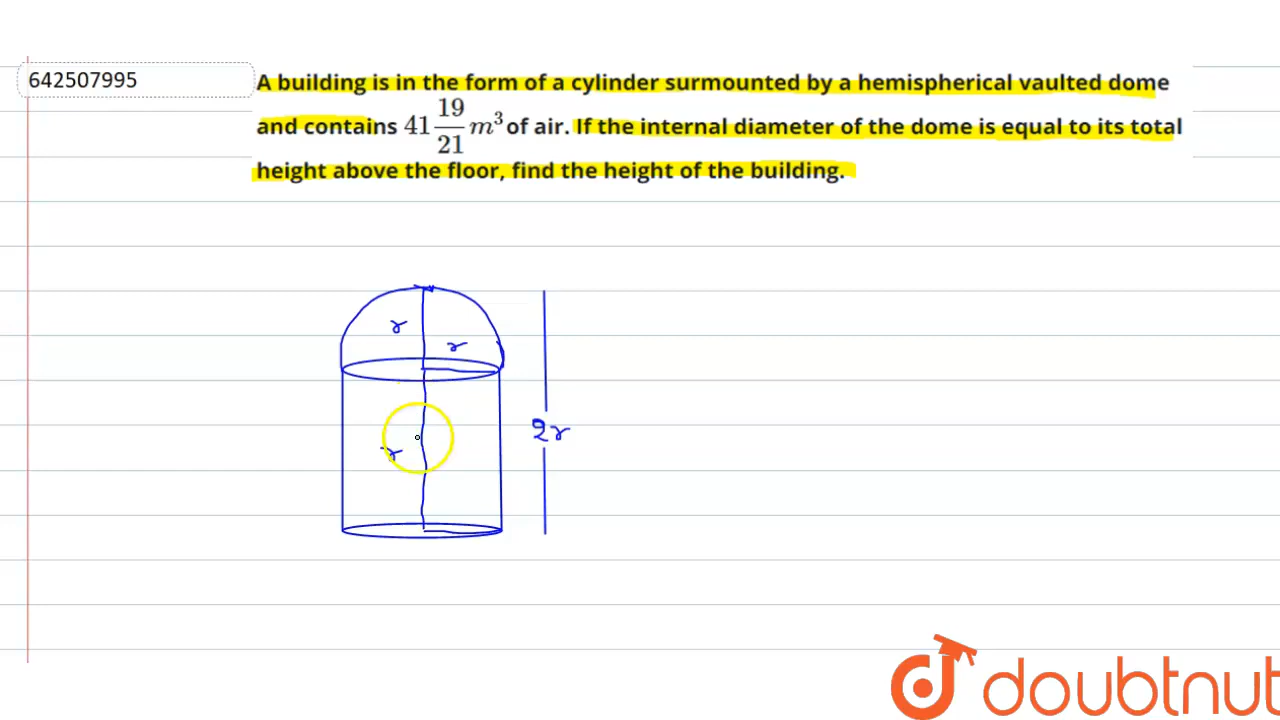 642507995
A building is in the form of a cylinder surmounted by a hemispherical vaulted dome
and contains 41 19/21 m³ of air. If the internal diameter of the dome is equal to its total
height above the floor, find the height of the building.
r
r
2r
r
doubtnut